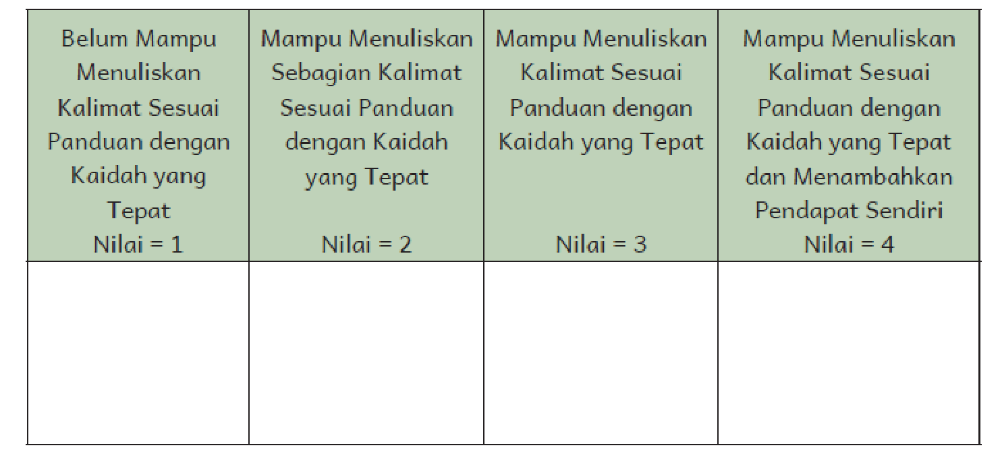 Belum Mampu
Menuliskan
Kalimat Sesuai
Panduan dengan
Kaidah yang
Tepat
Nilai = 1
Mampu Menuliskan
Sebagian Kalimat
Sesuai Panduan
dengan Kaidah
yang Tepat
Nilai = 2
Mampu Menuliskan
Kalimat Sesuai
Panduan dengan
Kaidah yang Tepat
Nilai = 3
Mampu Menuliskan
Kalimat Sesuai
Panduan dengan
Kaidah yang Tepat
dan Menambahkan
Pendapat Sendiri
Nilai = 4